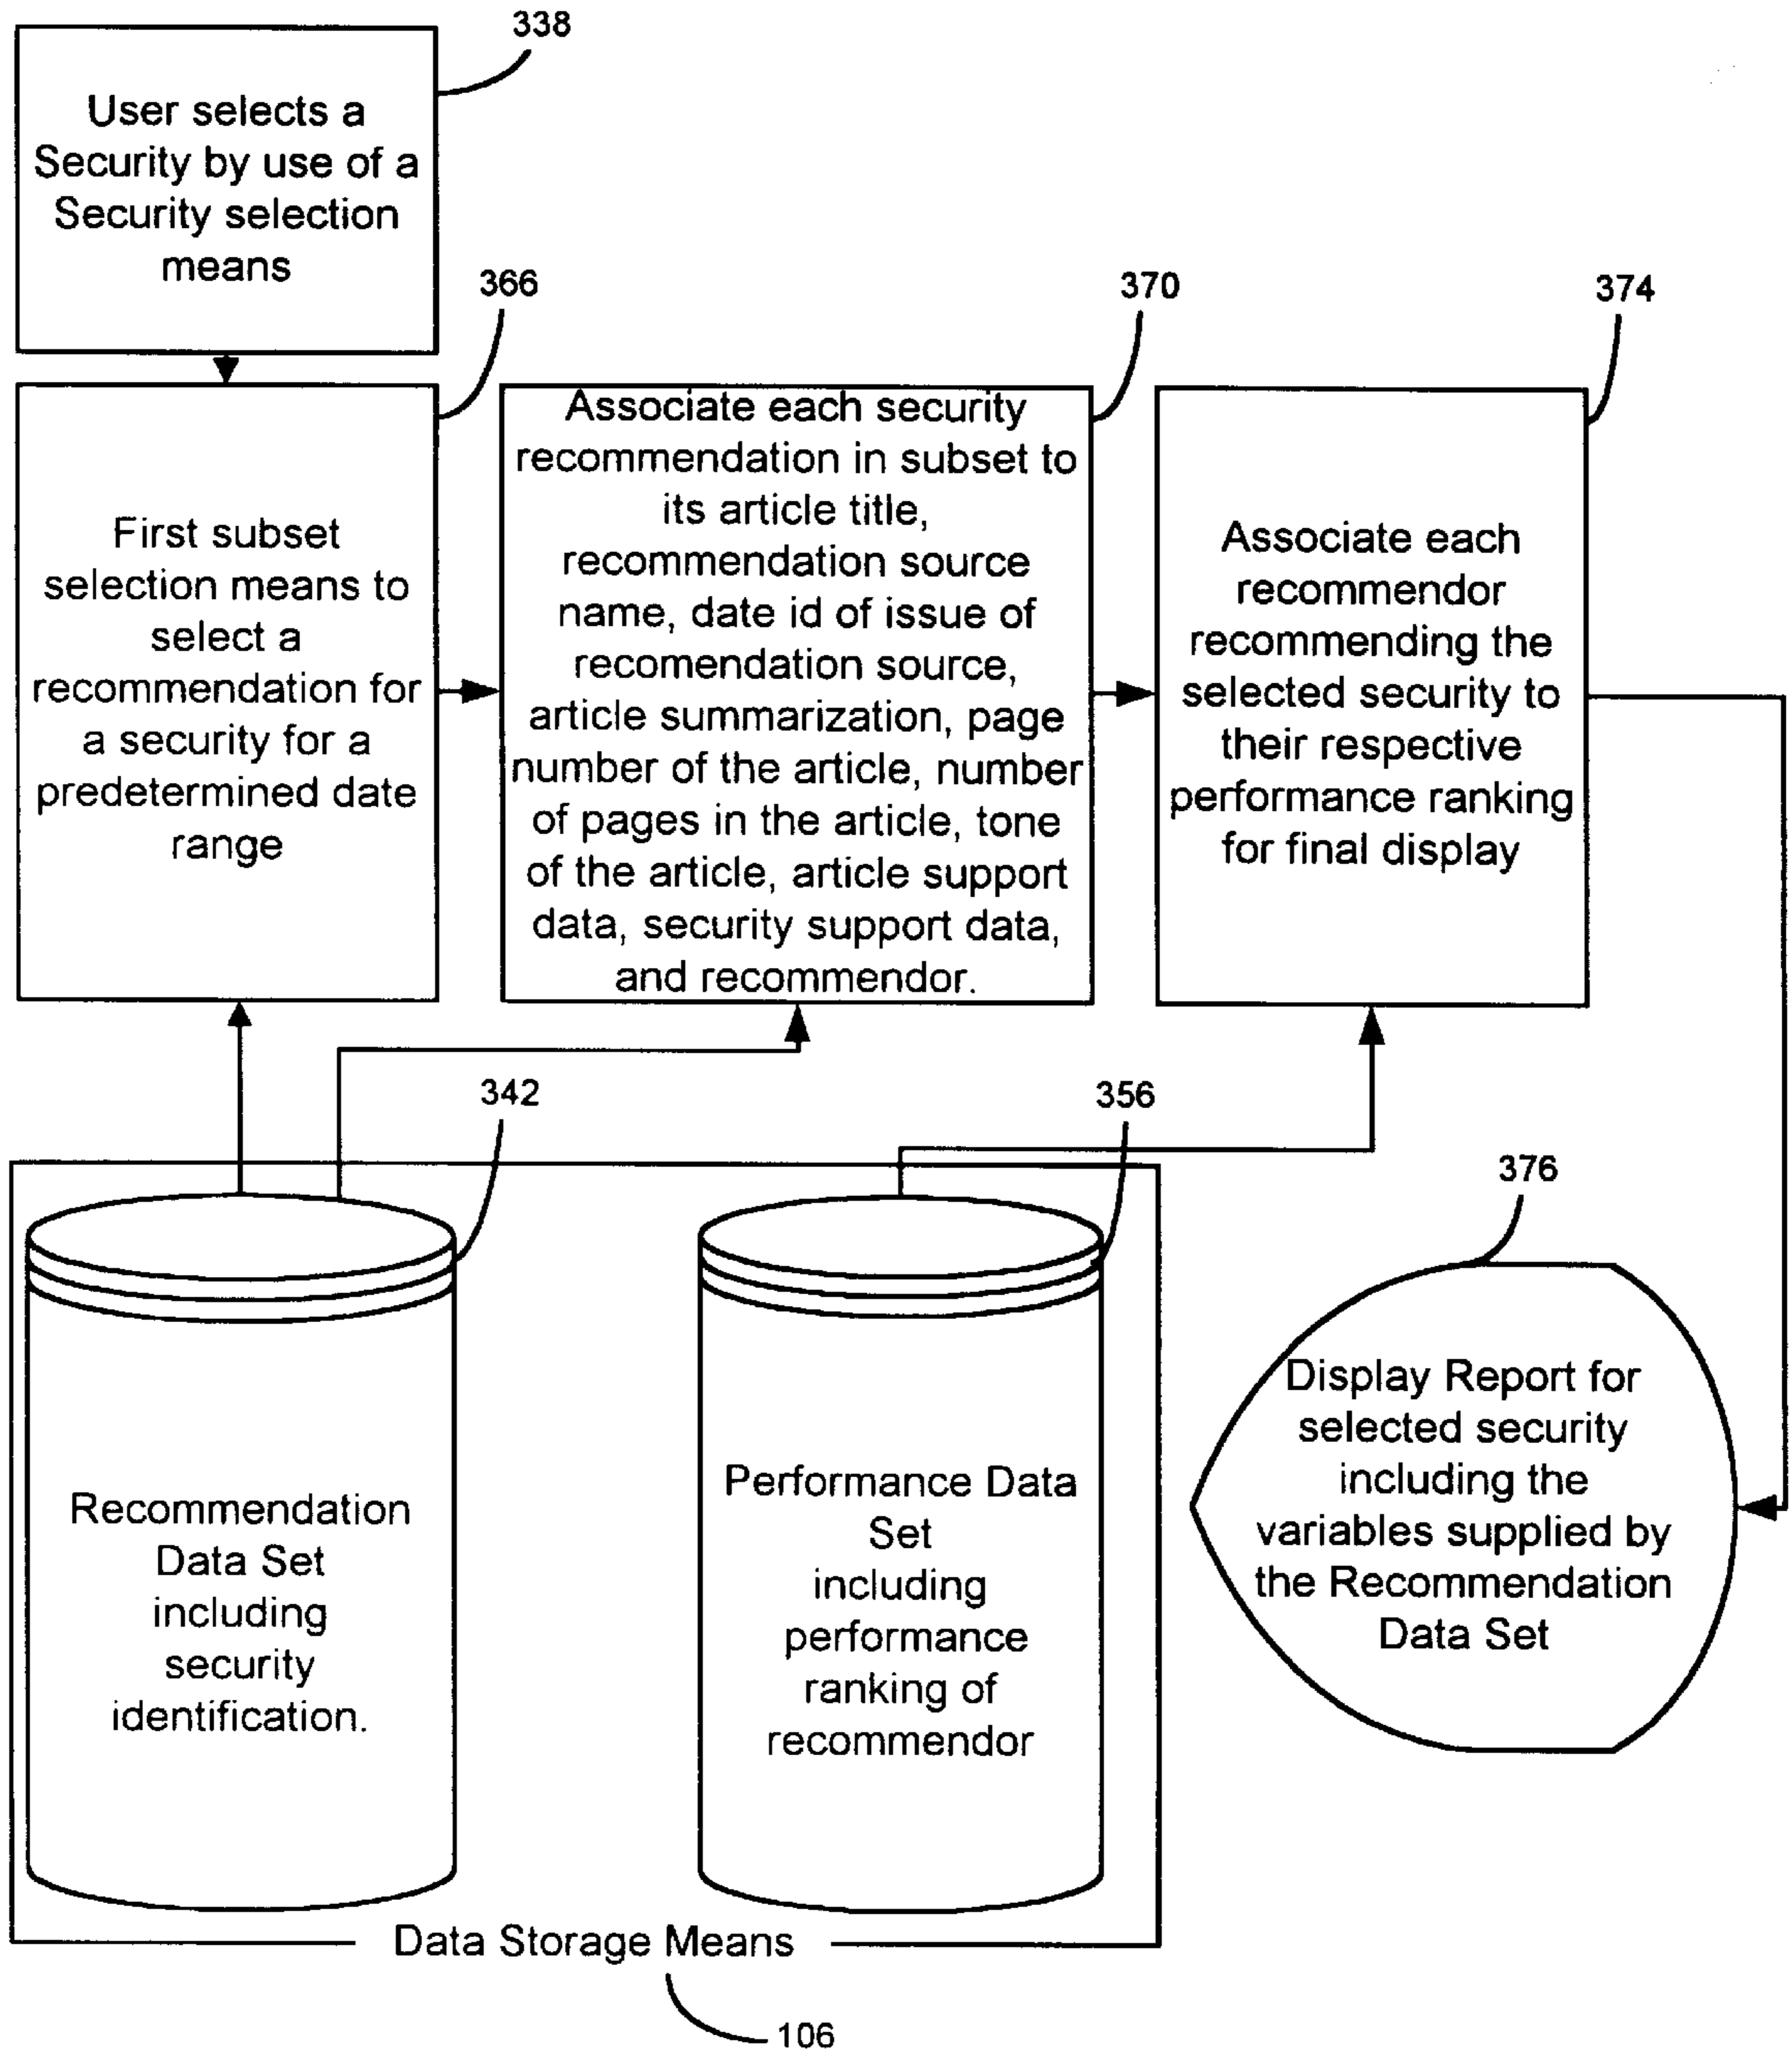 338
User selects a
Security by use of a
Security selection
means
366
First subset
selection means to
select a
recommendation for
a security for a
predetermined date
range
370
Associate each security
recommendation in subset to
its article title,
recommendation source
name, date id of issue of
recomendation source,
article summarization, page
number of the article, number
of pages in the article, tone
of the article, article support
data, security support data,
and recommendor.
374
Associate each
recommendor
recommending the
selected security to
their respective
performance ranking
for final display
342
Recommendation
Data Set
including
security
identification.
356
Performance Data
Set
including
performance
ranking of
recommendor
376
Display Report for
selected security
including the
variables supplied by
the Recommendation
Data Set
Data Storage Means
106